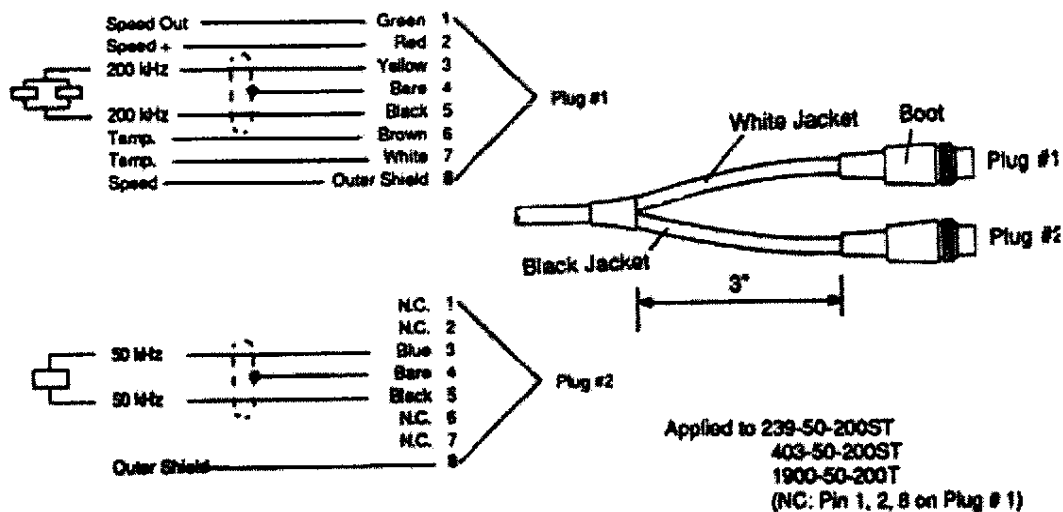 Speed Out Green 1
Speed + Red 2
200 kHz Yellow 3
Bare 4
200 kHz Black 5
Temp. Brown 6
Temp. White 7
Speed Outer Shield 8
Plug #1
White Jacket
Boot
Plug #1
Plug #2
Black Jacket
3"
N.C. 1
N.C. 2
50 kHz Blue 3
Bare 4
50 kHz Black 5
N.C. 6
N.C. 7
Outer Shield 8
Plug #2
Applied to 239-50-200ST
403-50-200ST
1900-50-200T
(NC: Pin 1, 2, 8 on Plug # 1)